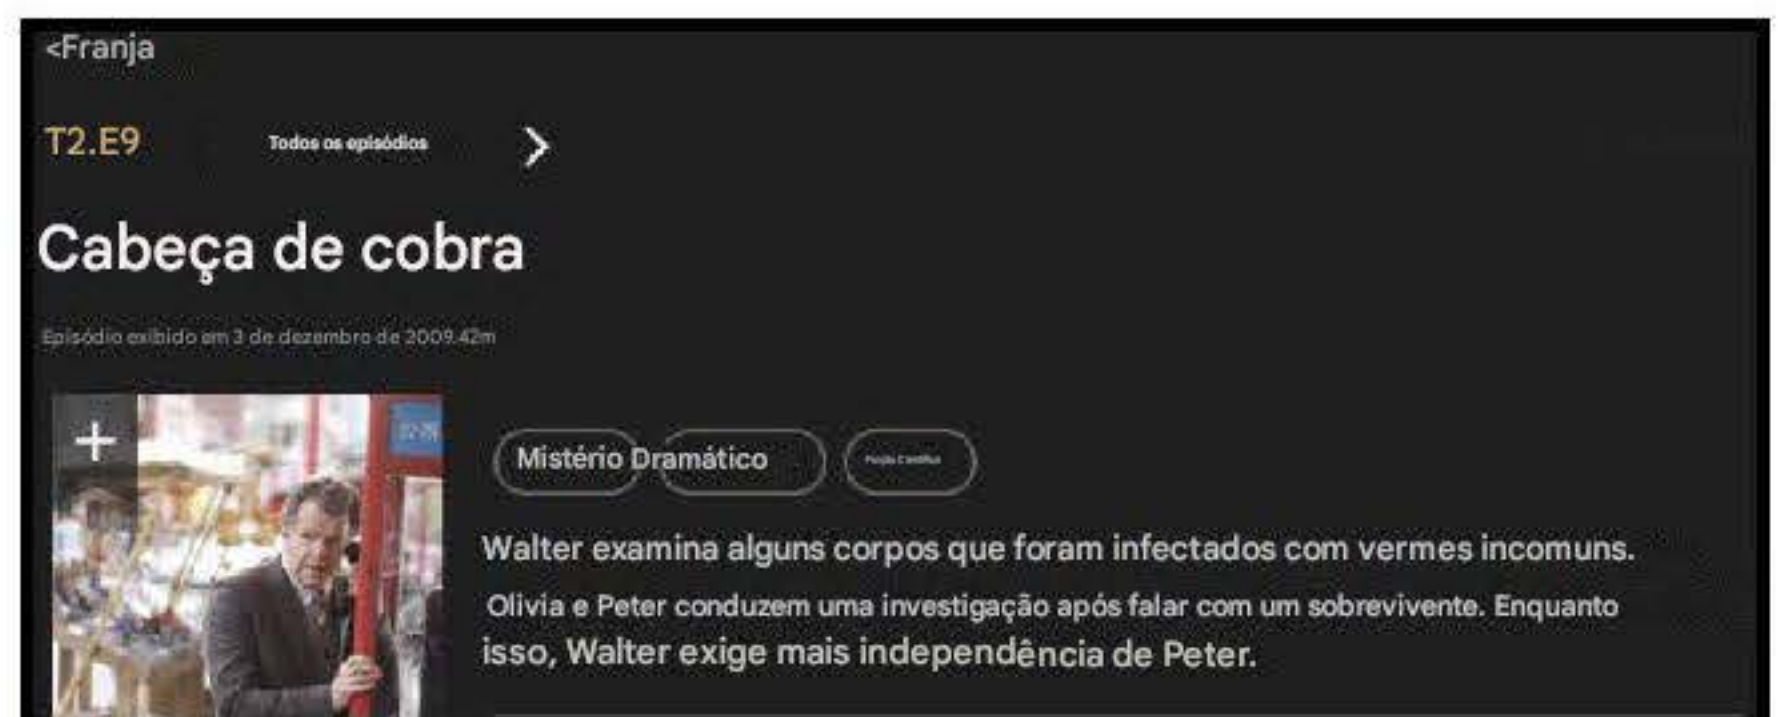 <Franja
T2.E9 Todos os episódios
Cabeça de cobra
Episódio exibido em 3 de dezembro de 2009.42m
Mistério Dramático
Walter examina alguns corpos que foram infectados com vermes incomuns.
Olivia e Peter conduzem uma investigação após falar com um sobrevivente. Enquanto
isso, Walter exige mais independência de Peter.